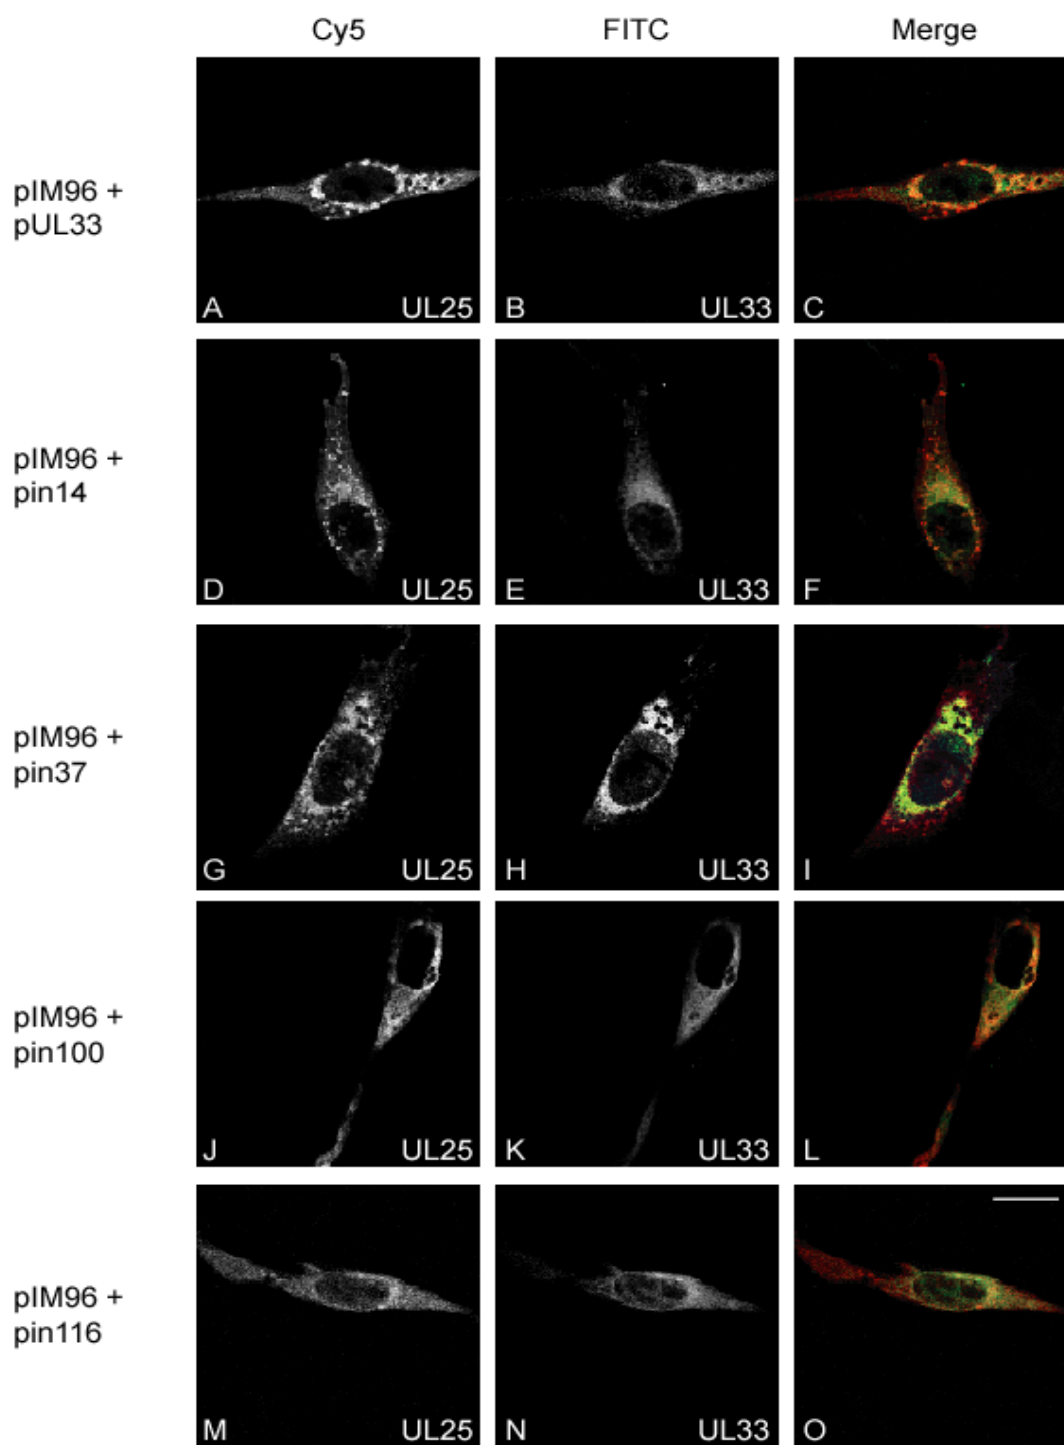 Cy5 FITC Merge
pIM96 +
pUL33
A UL25 B UL33 C
pIM96 +
pin14
D UL25 E UL33 F
pIM96 +
pin37
G UL25 H UL33 I
pIM96 +
pin100
J UL25 K UL33 L
pIM96 +
pin116
M UL25 N UL33 O